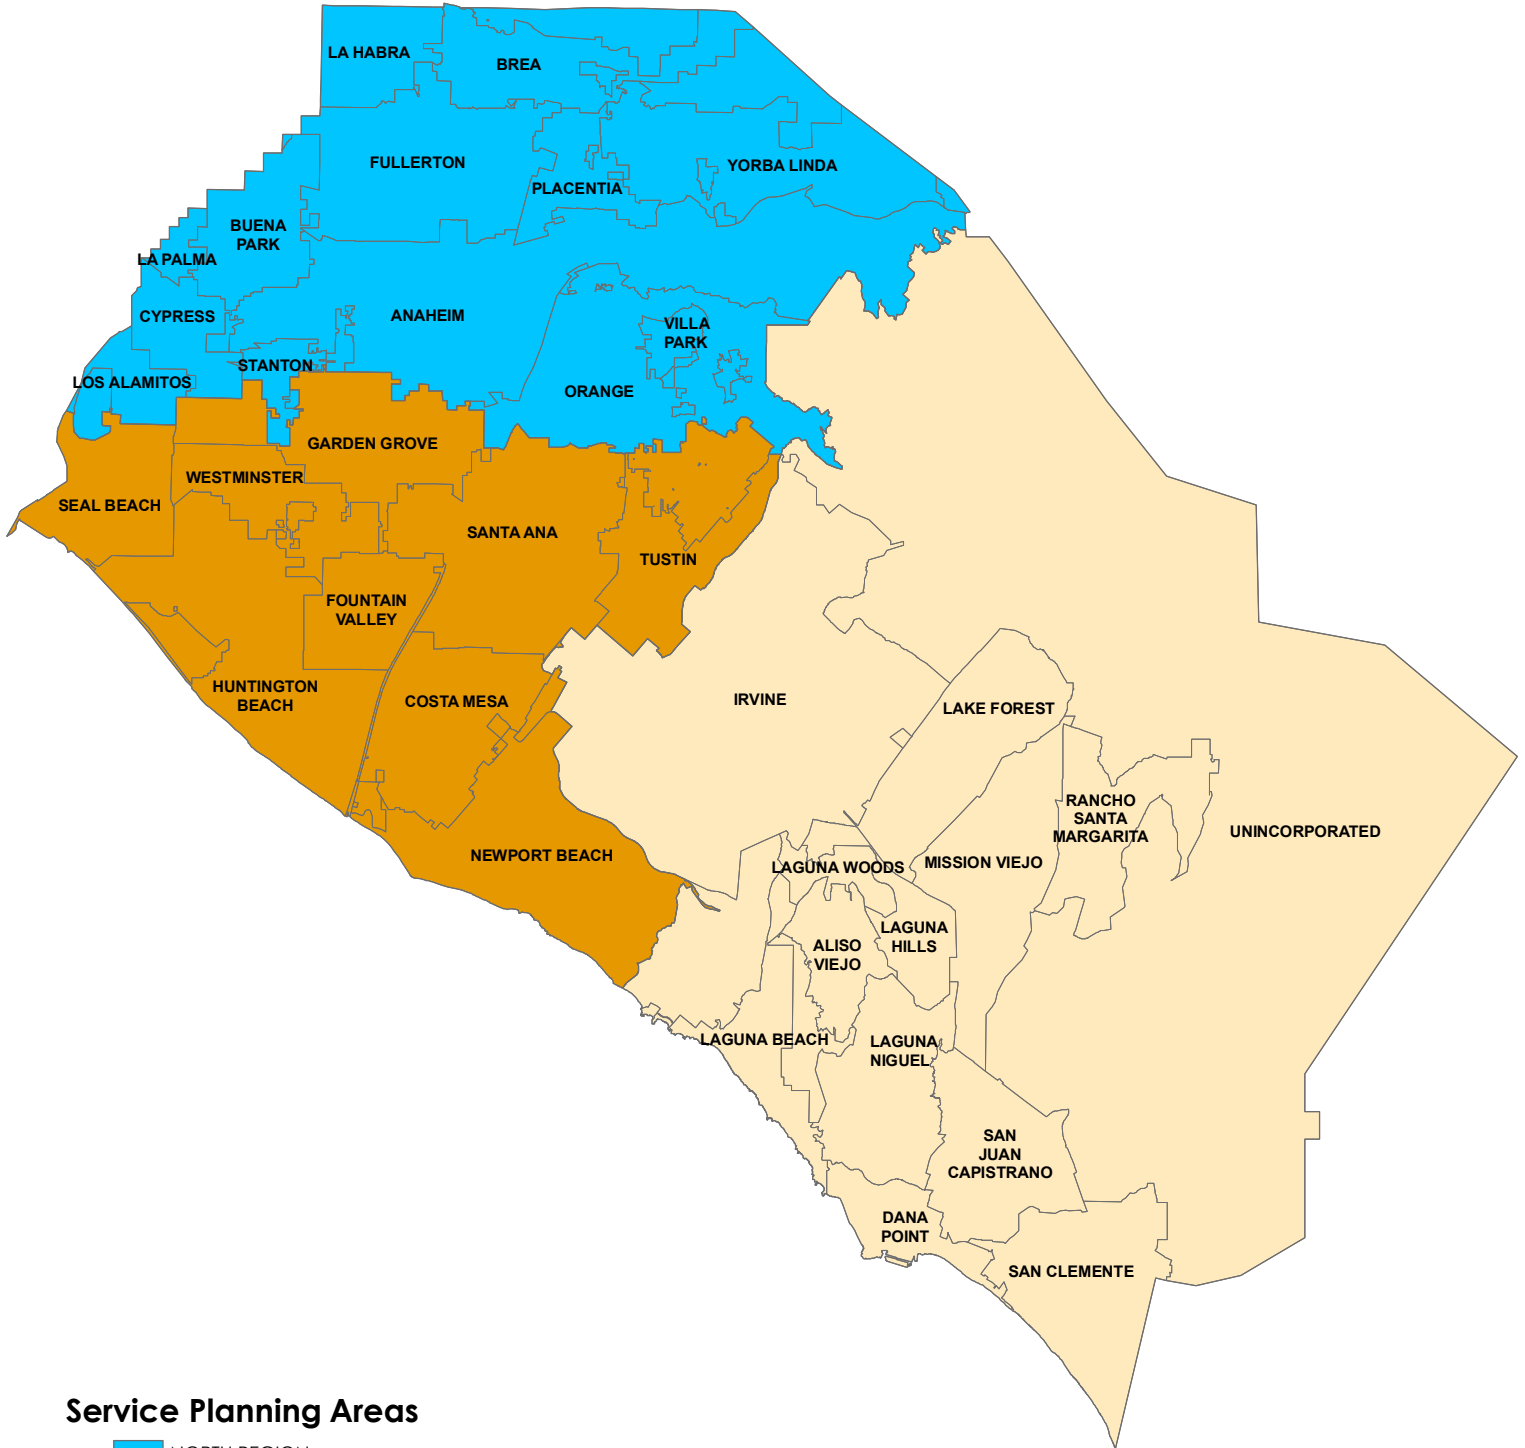 LA HABRA
BREA
FULLERTON
YORBA LINDA
PLACENTIA
BUENA
PARK
LA PALMA
CYPRESS
ANAHEIM
VILLA
PARK
STANTON
LOS ALAMITOS
ORANGE
GARDEN GROVE
WESTMINSTER
SEAL BEACH
SANTA ANA
TUSTIN
FOUNTAIN
VALLEY
HUNTINGTON
BEACH
COSTA MESA
IRVINE
LAKE FOREST
RANCHO
SANTA
MARGARITA
UNINCORPORATED
NEWPORT BEACH
LAGUNA WOODS
MISSION VIEJO
LAGUNA
HILLS
ALISO
VIEJO
LAGUNA BEACH
LAGUNA
NIGUEL
SAN
JUAN
CAPISTRANO
DANA
POINT
SAN CLEMENTE
Service Planning Areas
NORTH REGION